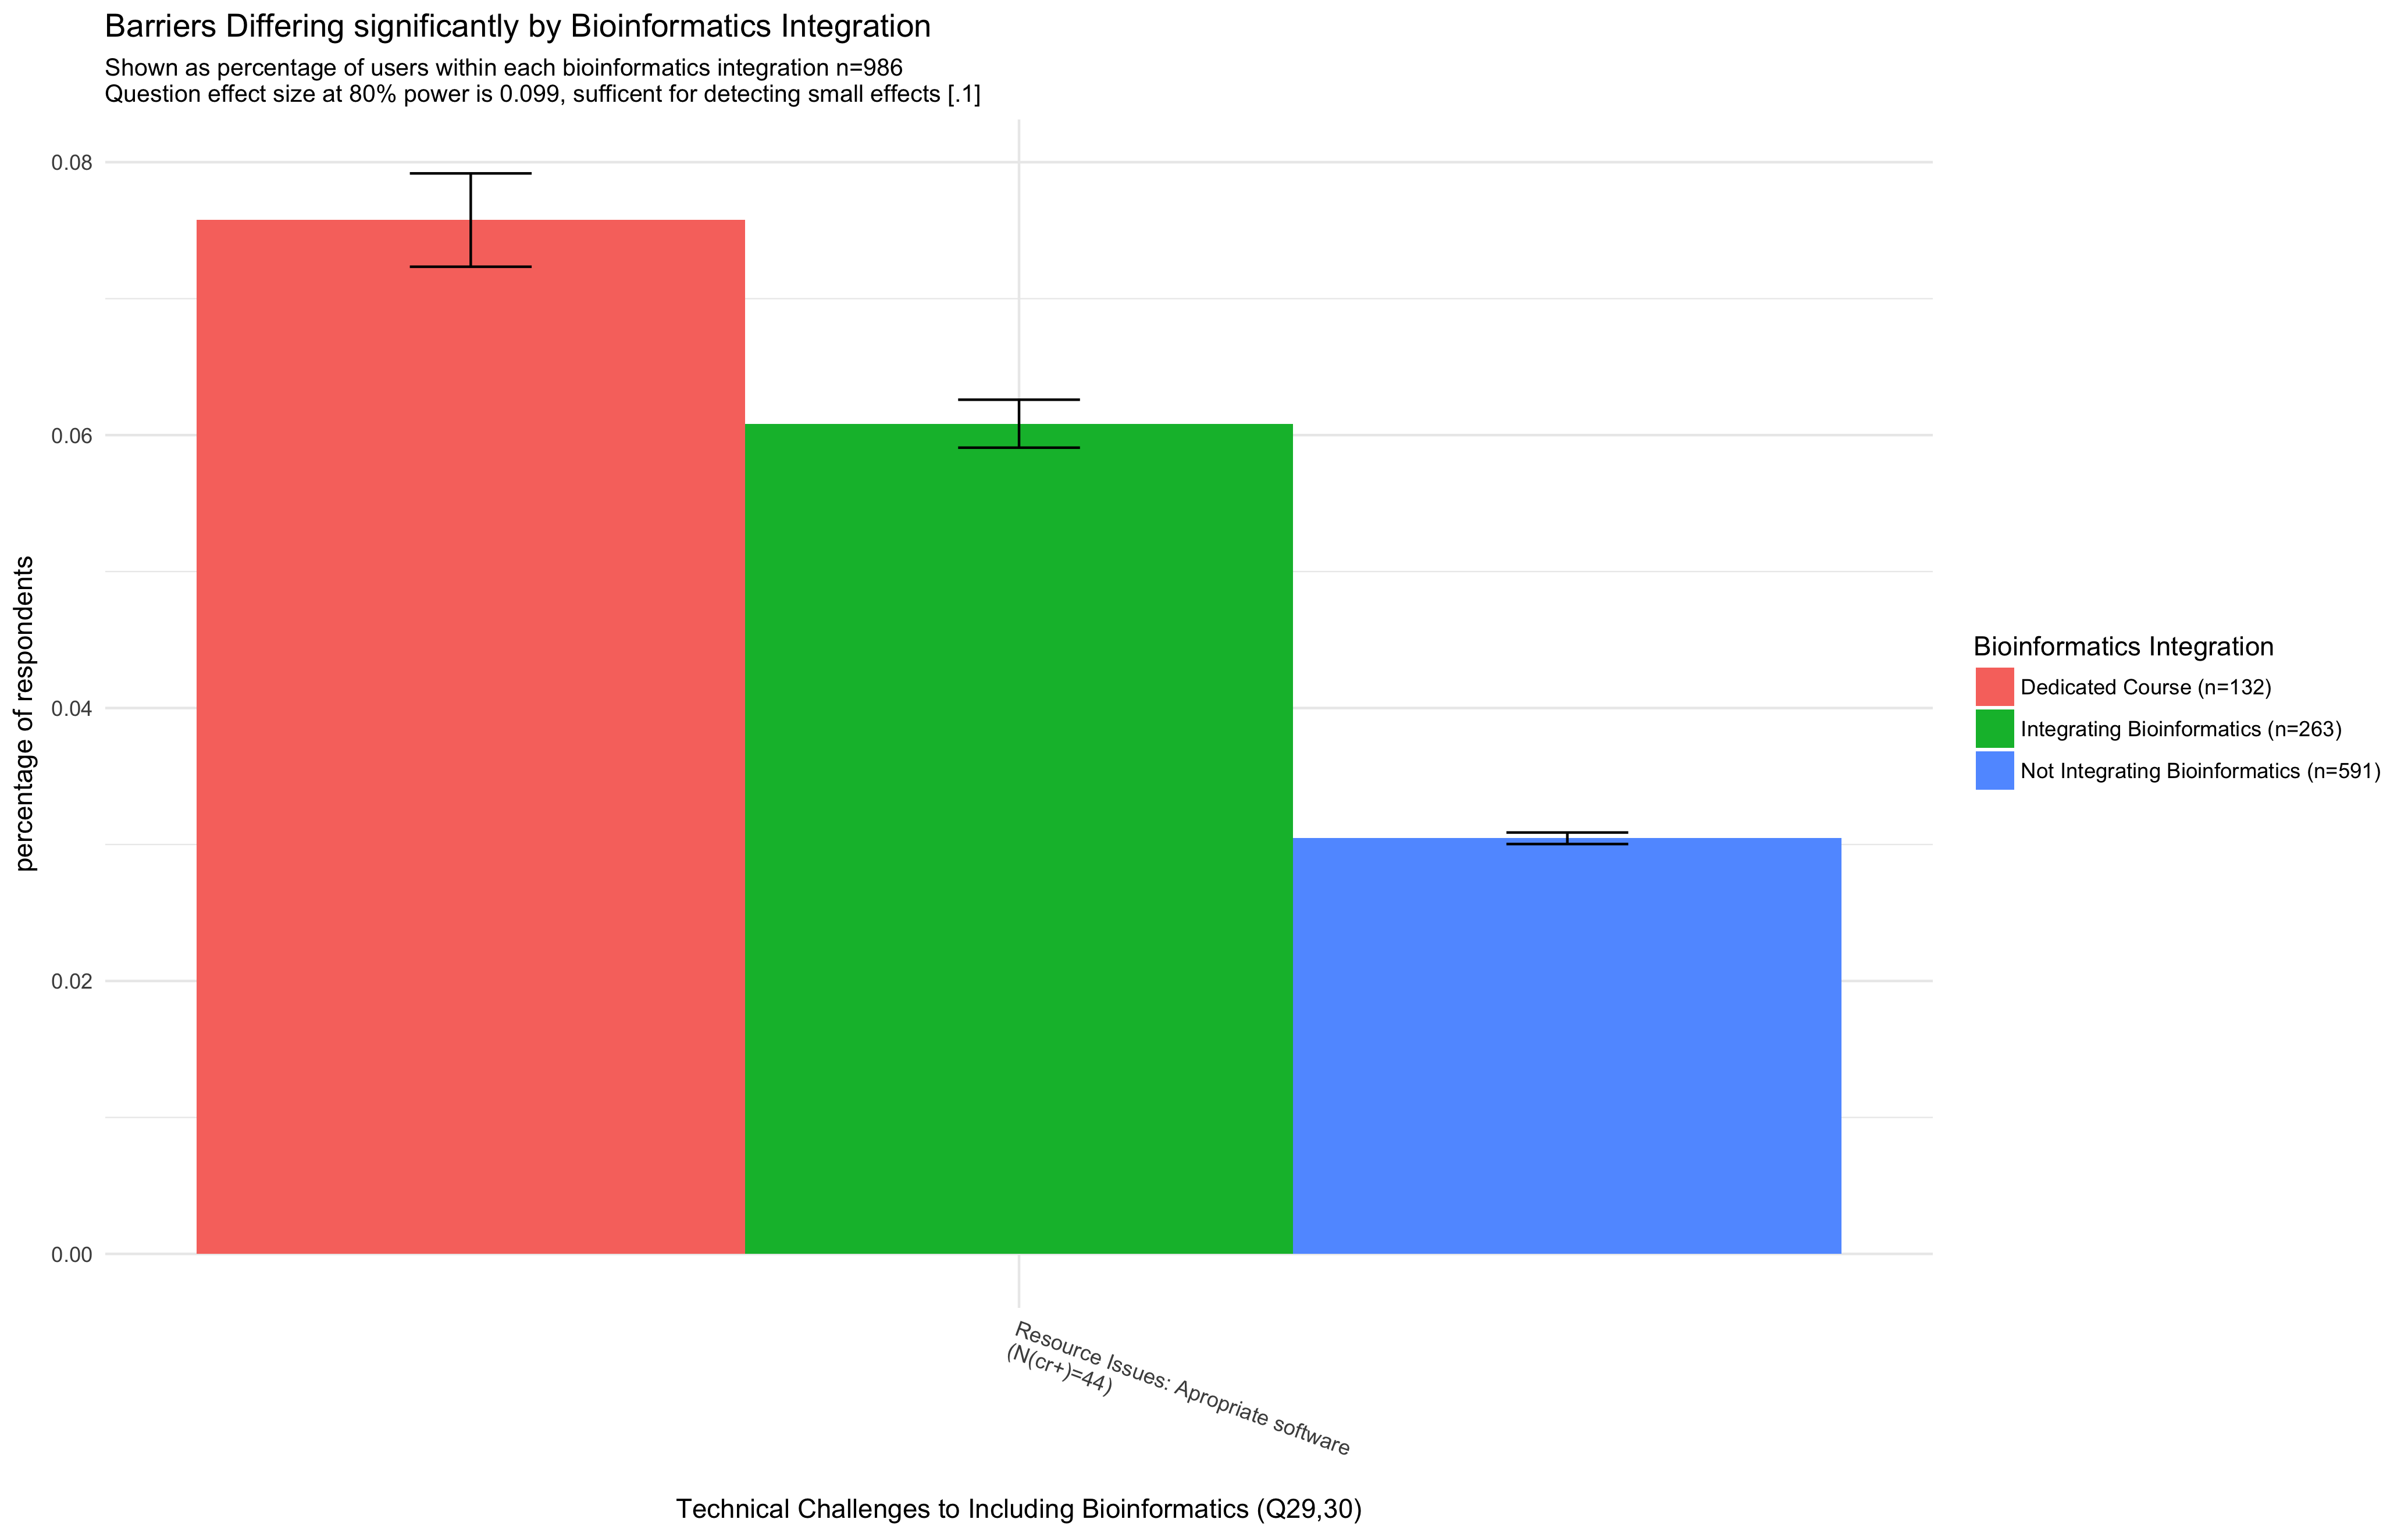 Barriers Differing significantly by Bioinformatics Integration
Shown as percentage of users within each bioinformatics integration n=986
Question effect size at 80% power is 0.099, sufficent for detecting small effects [.1]
percentage of respondents
0.08
0.06
0.04
0.02
0.00
Resource Issues: Apropriate software
(N(cr+)=44)
Technical Challenges to Including Bioinformatics (Q29,30)
Bioinformatics Integration
Dedicated Course (n=132)
Integrating Bioinformatics (n=263)
Not Integrating Bioinformatics (n=591)